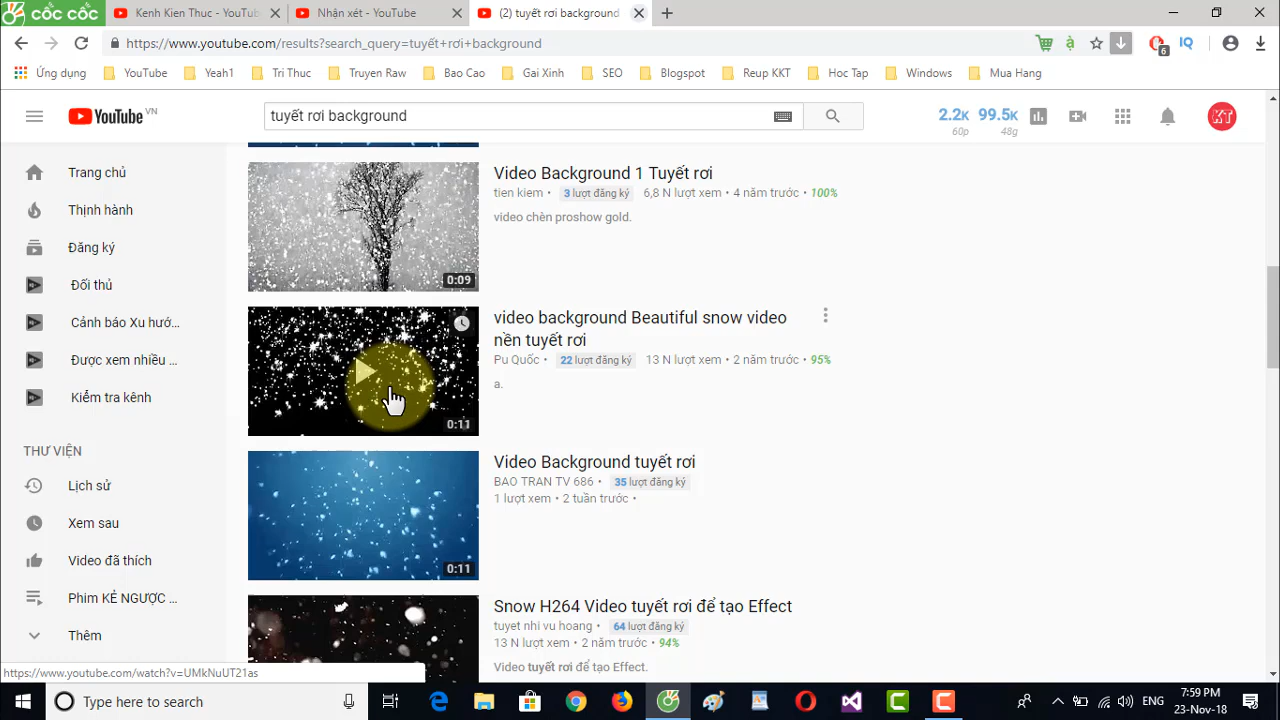 cốc cốc
Kenh Kien Thuc - YouTu
Nhận xét - YouTube
(2) tuyết rơi background
https://www.youtube.com/results?search_query=tuyết+rơi+background
6
IQ
Ứng dụng
YouTube
Yeah1
Tri Thuc
Truyen Raw
Bao Cao
Gai Xinh
SEO
Blogspot
Reup KKT
Hoc Tap
Windows
Mua Hang
YouTube VN
tuyết rơi background
2.2K
60p
99.5K
48g
KT
Trang chủ
Thịnh hành
Đăng ký
Đối thủ
Cảnh báo Xu hướ...
Được xem nhiều ...
Kiểm tra kênh
THƯ VIỆN
Lịch sử
Xem sau
Video đã thích
Phim KẺ NGƯỢC ...
Thêm
Video Background 1 Tuyết rơi
tien kiem • 3 lượt đăng ký 6,8 N lượt xem • 4 năm trước • 100%
video chèn proshow gold.
0:09
video background Beautiful snow video
nền tuyết rơi
Pu Quốc • 22 lượt đăng ký 13 N lượt xem • 2 năm trước • 95%
a.
0:11
Video Background tuyết rơi
BAO TRAN TV 686 • 35 lượt đăng ký
1 lượt xem • 2 tuần trước •
0:11
Snow H264 Video tuyết rơi để tạo Effect
tuyet nhi vu hoang • 64 lượt đăng ký
13 N lượt xem • 2 năm trước • 94%
Video tuyết rơi để tạo Effect.
https://www.youtube.com/watch?v=UMkNuUT21as
Type here to search
ENG
7:59 PM
23-Nov-18